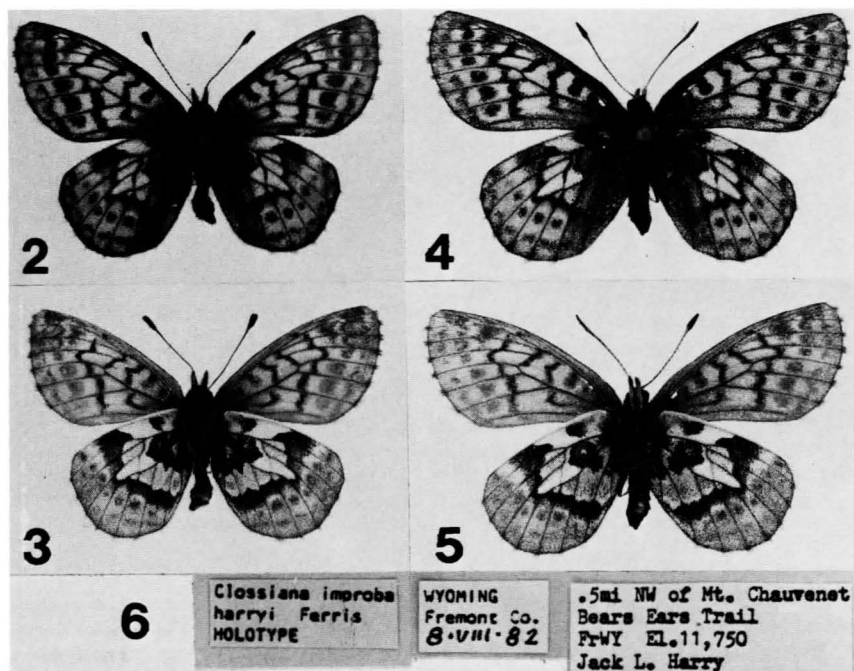 2
4
3
5
6
Clossiana improba
harryi Ferris
HOLOTYPE
WYOMING
Fremont Co.
8·VIII·82
.5mi NW of Mt. Chauvenet
Bears Ears Trail
FrWY El.11,750
Jack L. Harry